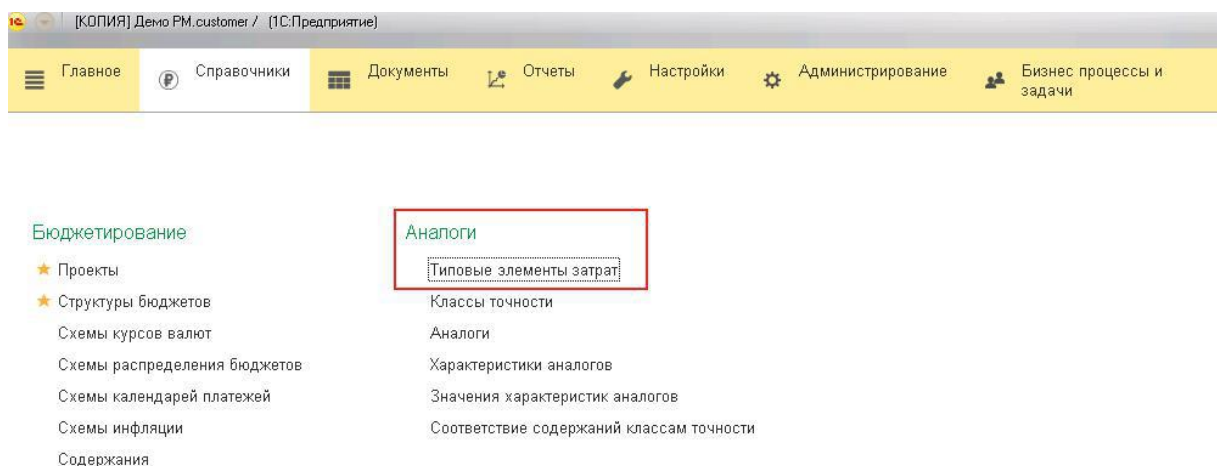 1С [КОПИЯ] Демо PM.customer / (1С:Предприятие)
Главное Справочники Документы Отчеты Настройки Администрирование Бизнес процессы и
задачи
Бюджетирование
Проекты
Структуры бюджетов
Схемы курсов валют
Схемы распределения бюджетов
Схемы календарей платежей
Схемы инфляции
Содержания
Аналоги
Типовые элементы затрат
Классы точности
Аналоги
Характеристики аналогов
Значения характеристик аналогов
Соответствие содержаний классам точности